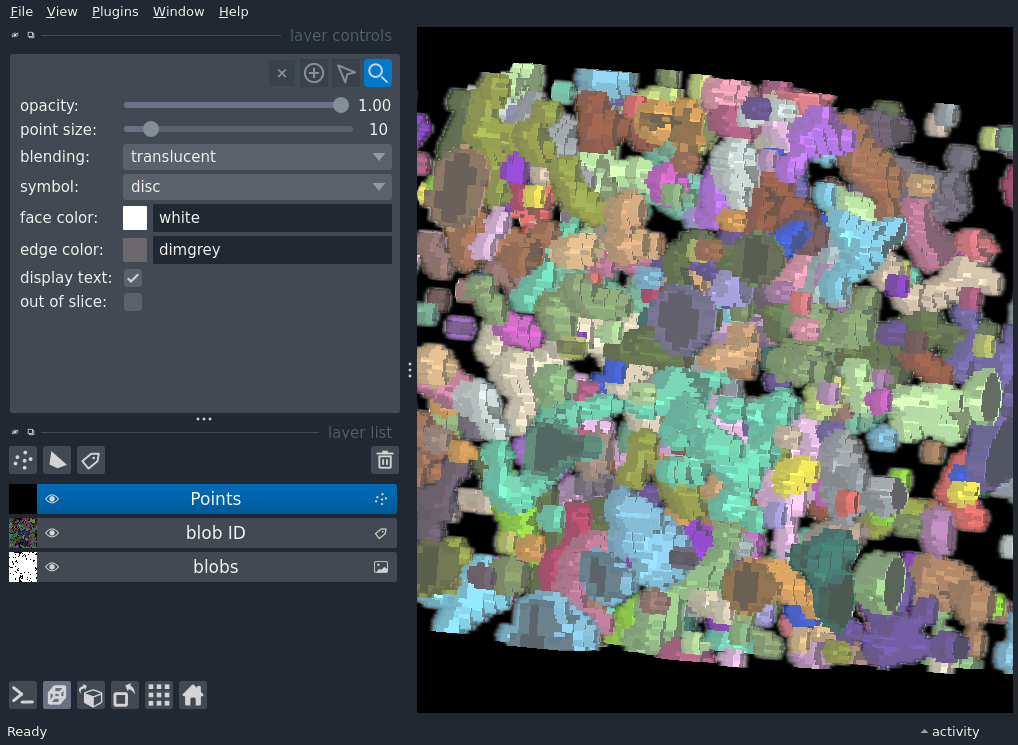 File View Plugins Window Help
layer controls
opacity: 1.00
point size: 10
blending: translucent
symbol: disc
face color: white
edge color: dimgrey
display text:
out of slice:
layer list
Points
blob ID
blobs
Ready
activity